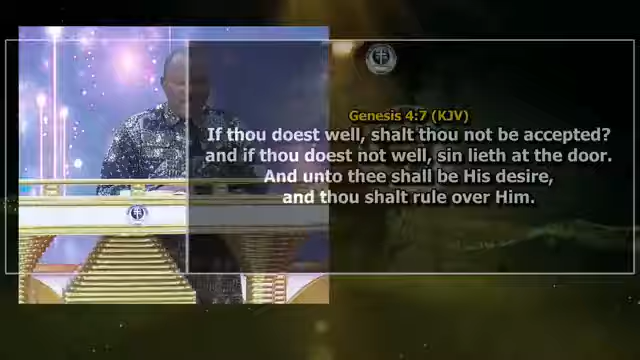 Genesis 4:7 (KJV)
If thou doest well, shalt thou not be accepted?
and if thou doest not well, sin lieth at the door.
And unto thee shall be His desire,
and thou shalt rule over Him.